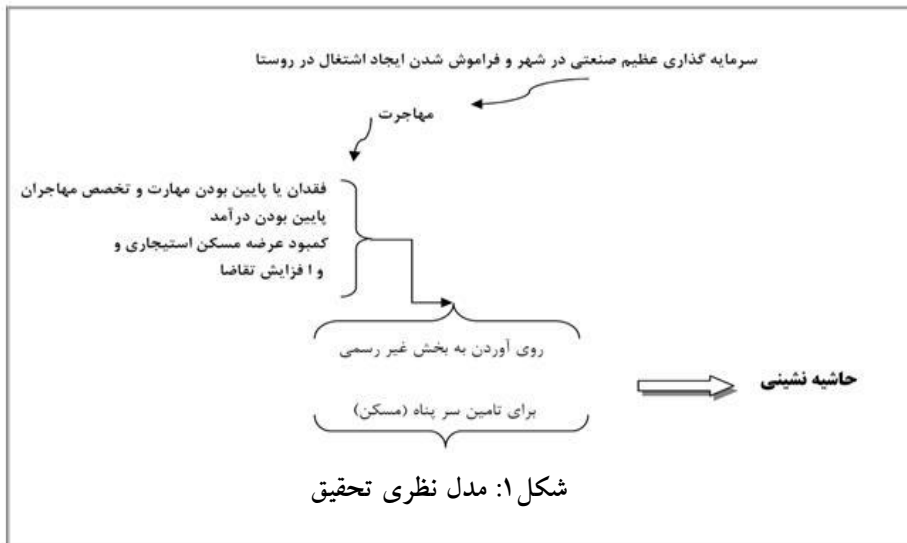 سرمایه گذاری عظیم صنعتی در شهر و فراموش شدن ایجاد اشتغال در روستا
مهاجرت
فقدان یا پایین بودن مهارت و تخصص مهاجران
پایین بودن درآمد
کمبود عرضه مسکن استیجاری و
و ا فزایش تقاضا
روی آوردن به بخش غیر رسمی
برای تامین سر پناه (مسکن)
حاشیه نشینی
شکل۱: مدل نظری تحقیق